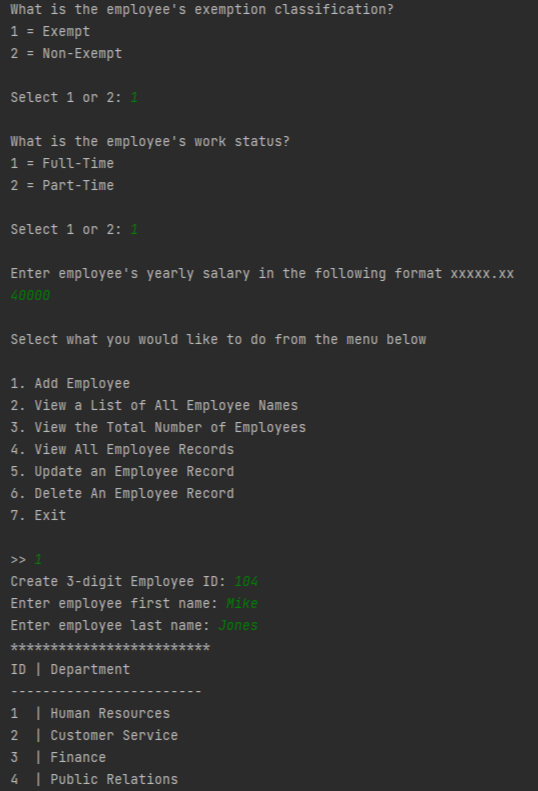 What is the employee's exemption classification?
1 = Exempt
2 = Non-Exempt
Select 1 or 2: 1
What is the employee's work status?
1 = Full-Time
2 = Part-Time
Select 1 or 2: 1
Enter employee's yearly salary in the following format xxxxx.xx
40000
Select what you would like to do from the menu below
1. Add Employee
2. View a List of All Employee Names
3. View the Total Number of Employees
4. View All Employee Records
5. Update an Employee Record
6. Delete An Employee Record
7. Exit
>> 1
Create 3-digit Employee ID: 104
Enter employee first name: Mike
Enter employee last name: Jones
*************************
ID | Department
------------------------
1  | Human Resources
2  | Customer Service
3  | Finance
4  | Public Relations